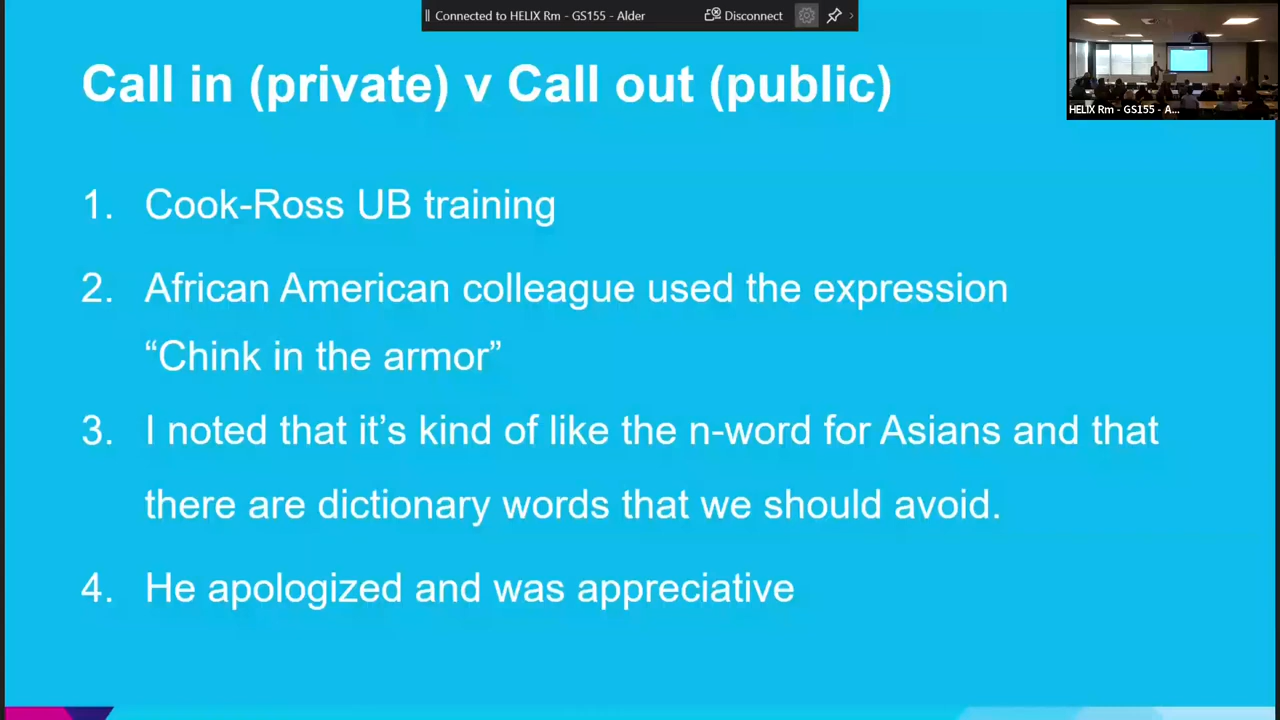 Connected to HELIX Rm - GS155 - Alder
Disconnect
Call in (private) v Call out (public)
HELIX Rm - GS155 - A...
1. Cook-Ross UB training
2. African American colleague used the expression
“Chink in the armor”
3. I noted that it’s kind of like the n-word for Asians and that
there are dictionary words that we should avoid.
4. He apologized and was appreciative